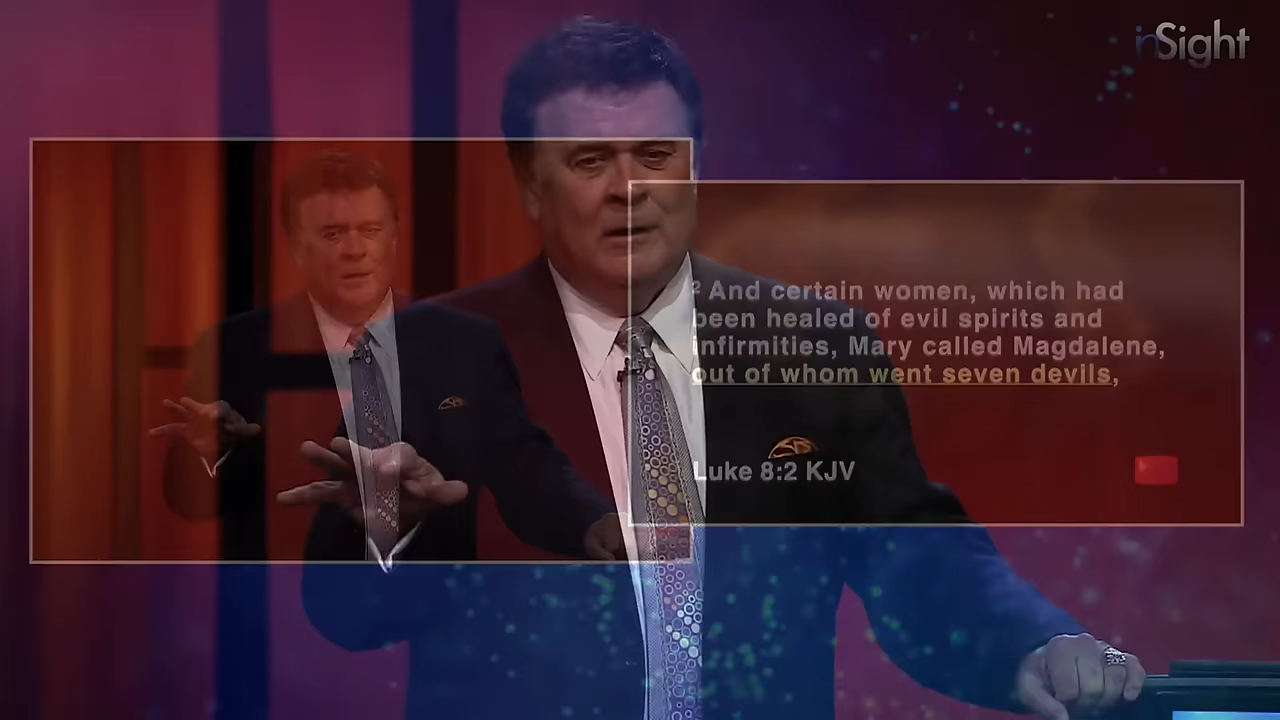 inSight
² And certain women, which had
been healed of evil spirits and
infirmities, Mary called Magdalene,
out of whom went seven devils,
Luke 8:2 KJV